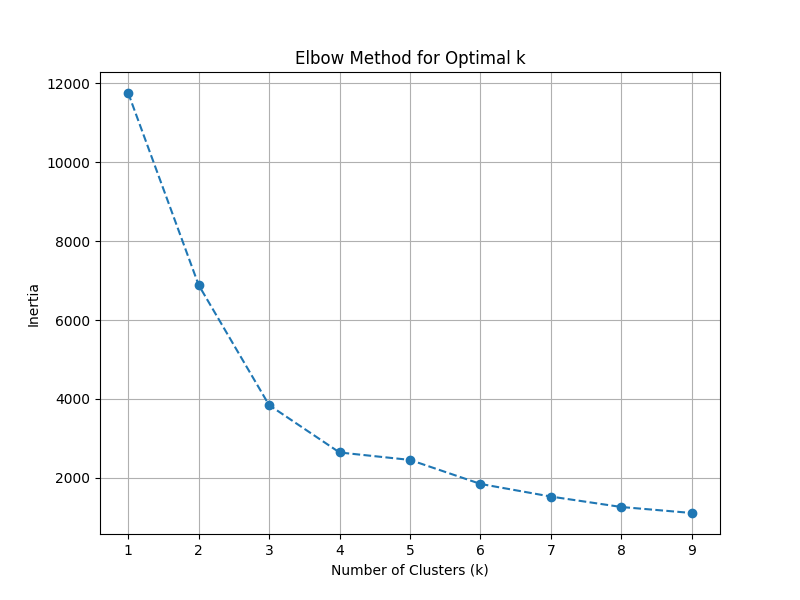 Elbow Method for Optimal k
12000
10000
8000
6000
4000
2000
Inertia
1 2 3 4 5 6 7 8 9
Number of Clusters (k)